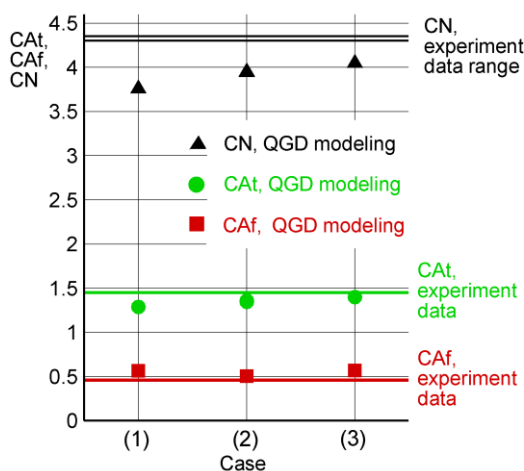 4.5
CAt,
CAf,
CN
4
3.5
3
2.5
2
1.5
1
0.5
0
CN,
experiment
data range
CN, QGD modeling
CAt, QGD modeling
CAf, QGD modeling
CAt,
experiment
data
CAf,
experiment
data
(1)
(2)
(3)
Case